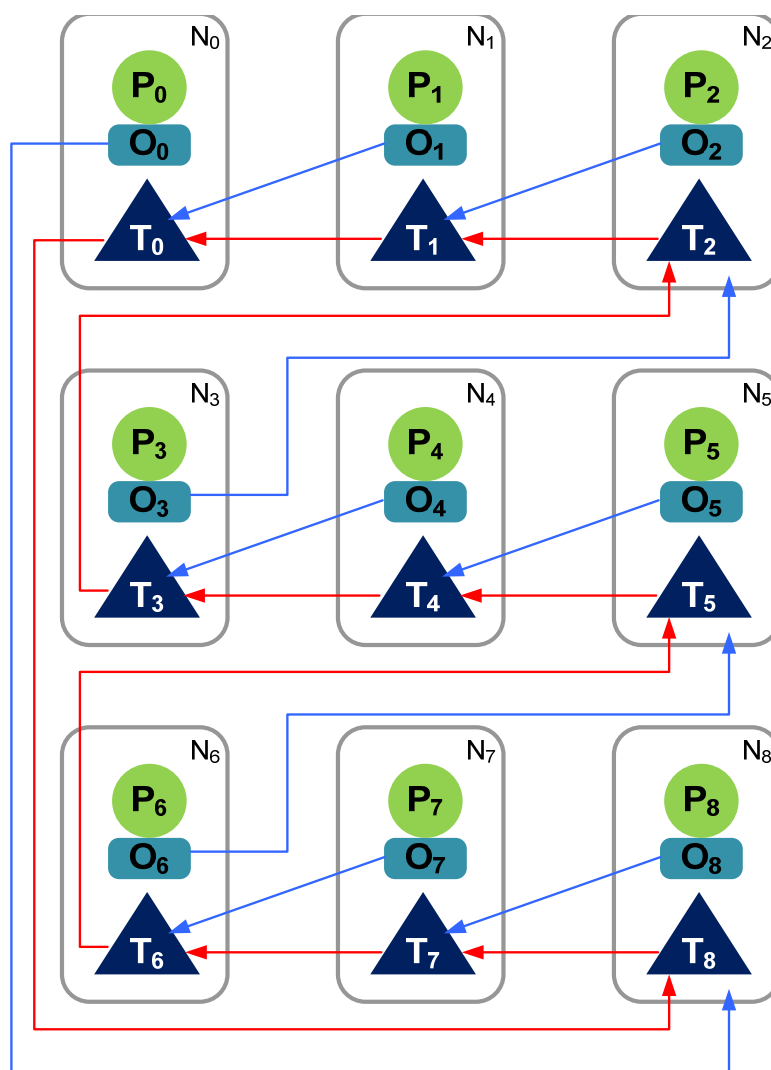 N₀ N₁ N₂
P₀ P₁ P₂
O₀ O₁ O₂
T₀ T₁ T₂
N₃ N₄ N₅
P₃ P₄ P₅
O₃ O₄ O₅
T₃ T₄ T₅
N₆ N₇ N₈
P₆ P₇ P₈
O₆ O₇ O₈
T₆ T₇ T₈